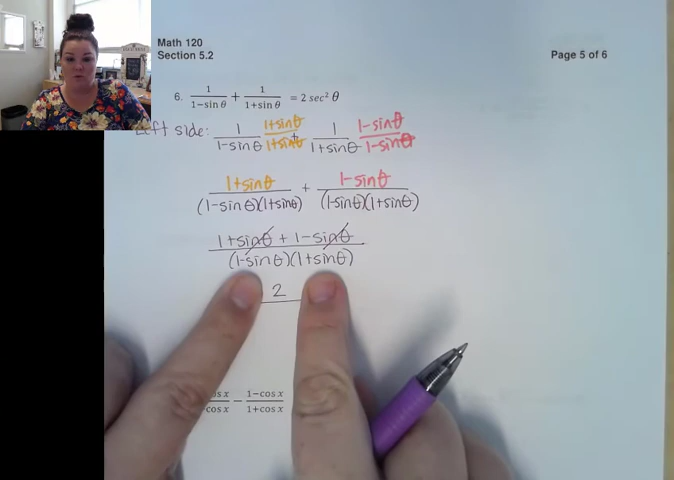 Math 120
Section 5.2
Page 5 of 6
6. 1/(1−sin θ) + 1/(1+sin θ) = 2 sec² θ
Left side: 1/(1-sinθ) (1+sinθ)/(1+sinθ) + 1/(1+sinθ) (1-sinθ)/(1-sinθ)
(1+sinθ)/((1-sinθ)(1+sinθ)) + (1-sinθ)/((1-sinθ)(1+sinθ))
(1+sinθ + 1-sinθ)/((1-sinθ)(1+sinθ))
2
cos x − (1−cos x)/(1+cos x)